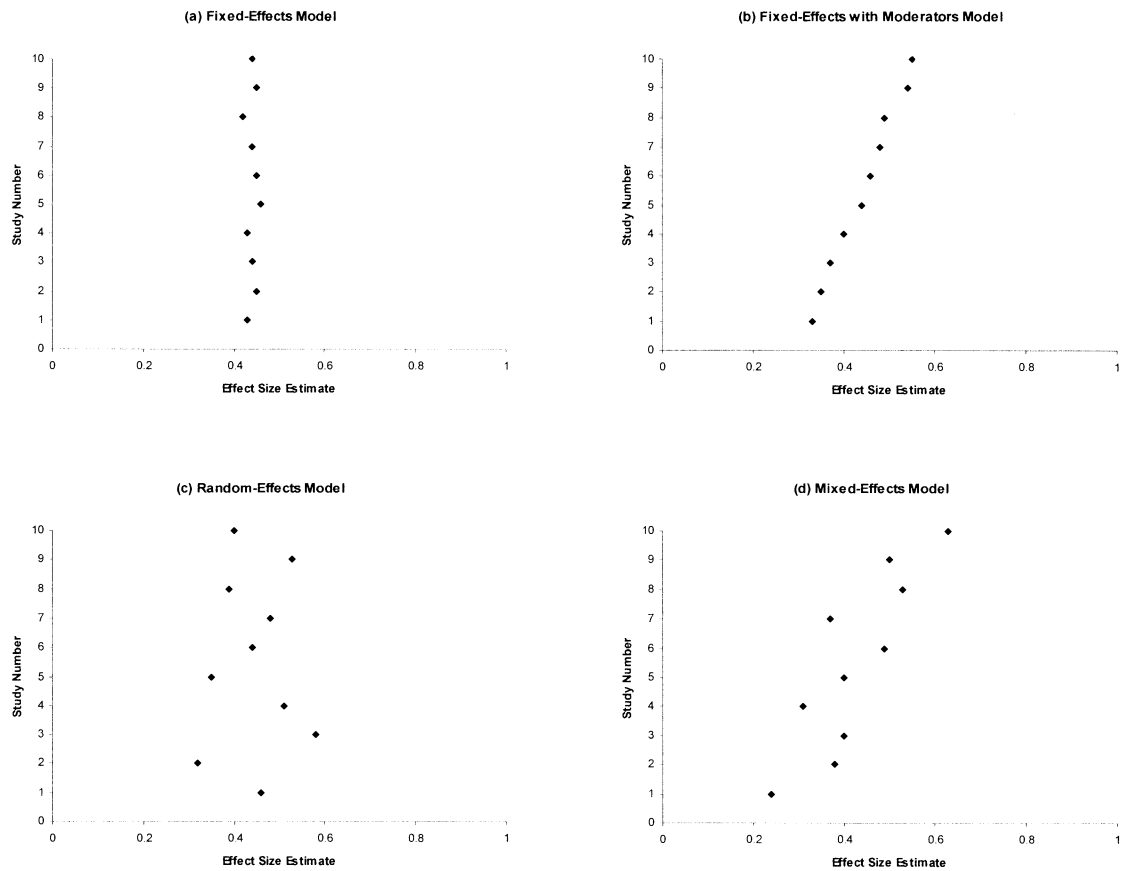 (a) Fixed-Effects Model
10
9
8
7
6
5
4
3
2
1
0
Study Number
0 0.2 0.4 0.6 0.8 1
Effect Size Estimate
(b) Fixed-Effects with Moderators Model
10
9
8
7
6
5
4
3
2
1
0
Study Number
0 0.2 0.4 0.6 0.8 1
Effect Size Estimate
(c) Random-Effects Model
10
9
8
7
6
5
4
3
2
1
0
Study Number
0 0.2 0.4 0.6 0.8 1
Effect Size Estimate
(d) Mixed-Effects Model
10
9
8
7
6
5
4
3
2
1
0
Study Number
0 0.2 0.4 0.6 0.8 1
Effect Size Estimate